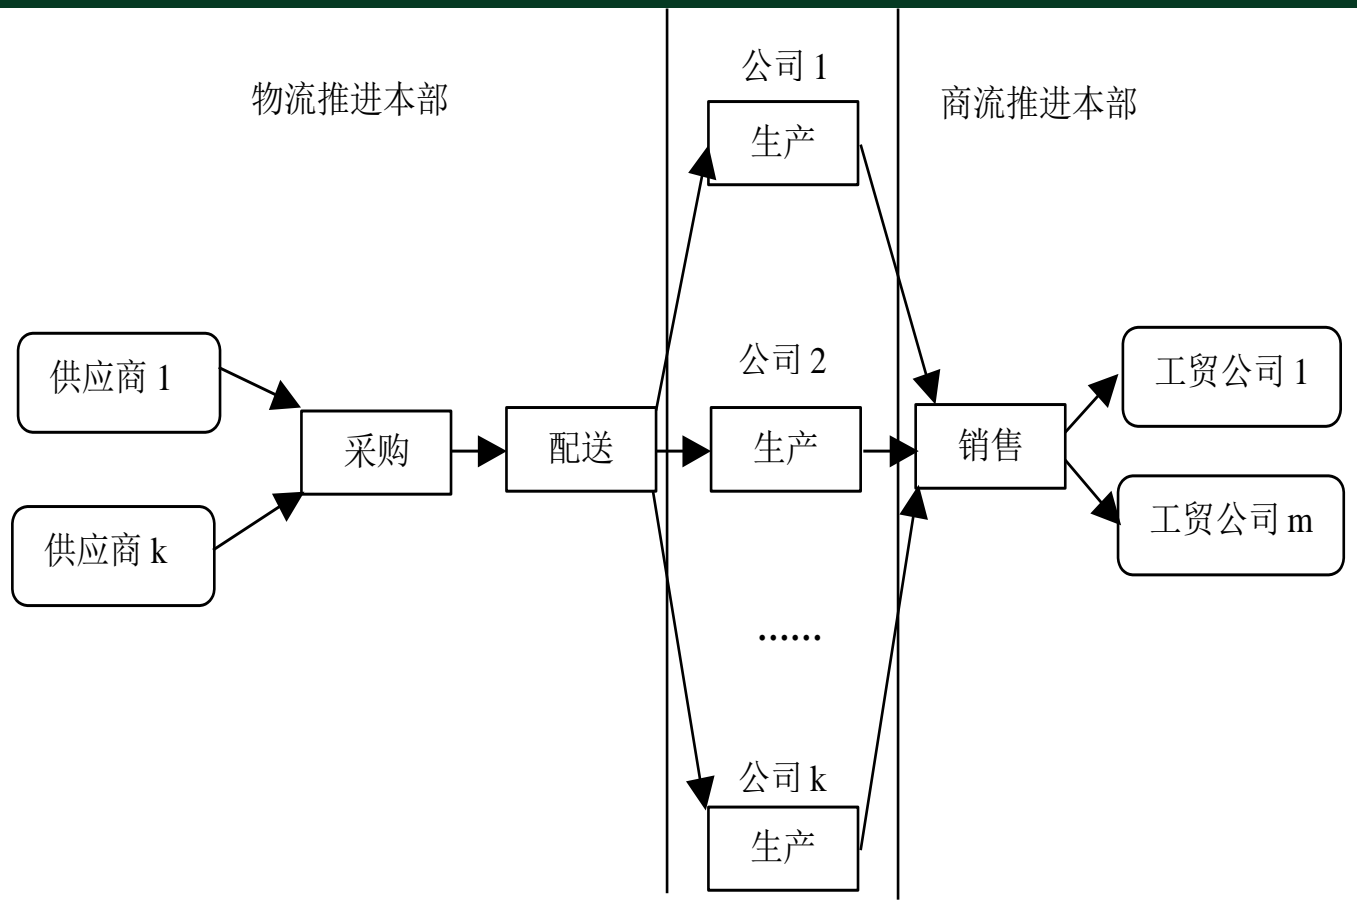 公司 1
物流推进本部
商流推进本部
生产
供应商 1
公司 2
工贸公司 1
采购
配送
生产
销售
供应商 k
工贸公司 m
......
公司 k
生产